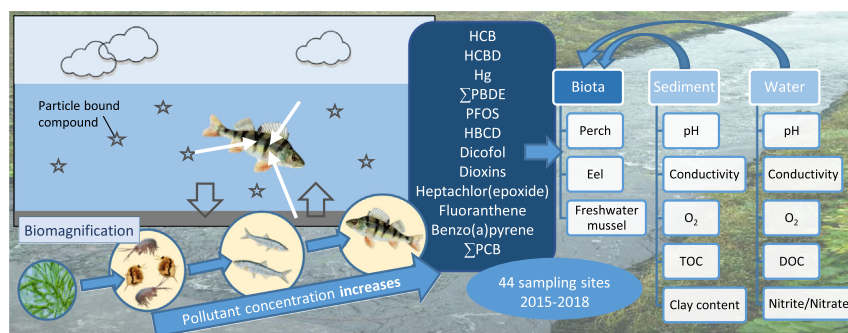 Particle bound
compound
Biomagnification
Pollutant concentration increases
HCB
HCBD
Hg
∑PBDE
PFOS
HBCD
Dicofol
Dioxins
Heptachlor(epoxide)
Fluoranthene
Benzo(a)pyrene
∑PCB
44 sampling sites
2015-2018
Biota
Perch
Eel
Freshwater
mussel
Sediment
pH
Conductivity
O₂
TOC
Clay content
Water
pH
Conductivity
O₂
DOC
Nitrite/Nitrate